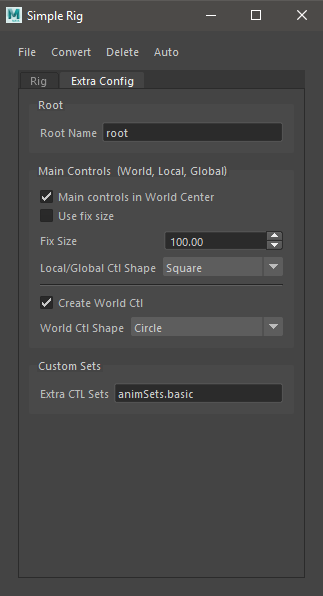 Simple Rig
File Convert Delete Auto
Rig Extra Config
Root
Root Name root
Main Controls (World, Local, Global)
Main controls in World Center
Use fix size
Fix Size 100.00
Local/Global Ctl Shape Square
Create World Ctl
World Ctl Shape Circle
Custom Sets
Extra CTL Sets animSets.basic